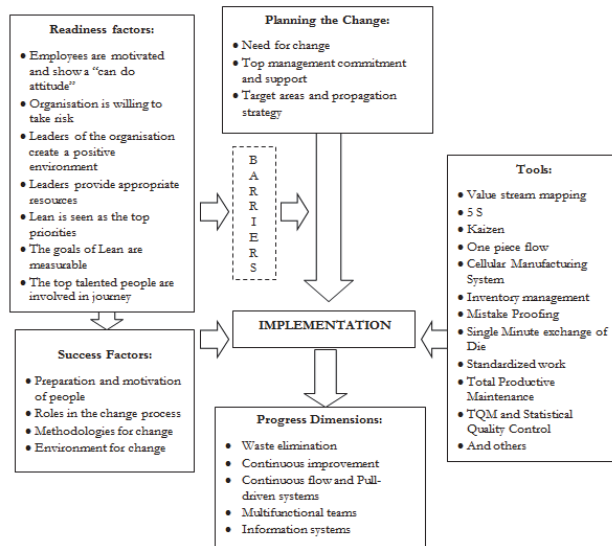 Readiness factors:
● Employees are motivated
and show a “can do
attitude”
● Organisation is willing to
take risk
● Leaders of the organisation
create a positive
environment
● Leaders provide appropriate
resources
● Lean is seen as the top
priorities
● The goals of Lean are
measurable
● The top talented people are
involved in journey
Planning the Change:
● Need for change
● Top management commitment
and support
● Target areas and propagation
strategy
B
A
R
R
I
E
R
S
Tools:
● Value stream mapping
● 5 S
● Kaizen
● One piece flow
● Cellular Manufacturing
System
● Inventory management
● Mistake Proofing
● Single Minute exchange of
Die
● Standardized work
● Total Productive
Maintenance
● TQM and Statistical
Quality Control
● And others
IMPLEMENTATION
Success Factors:
● Preparation and motivation
of people
● Roles in the change process
● Methodologies for change
● Environment for change
Progress Dimensions:
● Waste elimination
● Continuous improvement
● Continuous flow and Pull-
driven systems
● Multifunctional teams
● Information systems